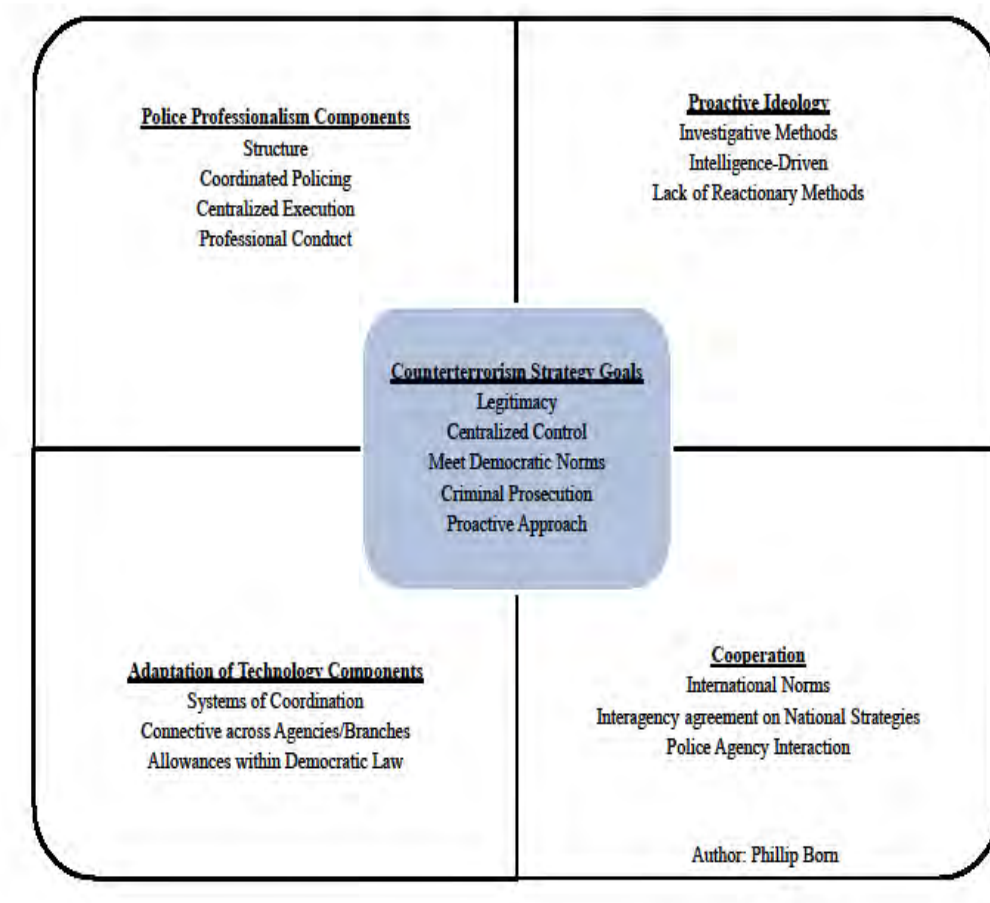 Police Professionalism Components
Structure
Coordinated Policing
Centralized Execution
Professional Conduct
Proactive Ideology
Investigative Methods
Intelligence-Driven
Lack of Reactionary Methods
Counterterrorism Strategy Goals
Legitimacy
Centralized Control
Meet Democratic Norms
Criminal Prosecution
Proactive Approach
Adaptation of Technology Components
Systems of Coordination
Connective across Agencies/Branches
Allowances within Democratic Law
Cooperation
International Norms
Interagency agreement on National Strategies
Police Agency Interaction
Author: Phillip Born